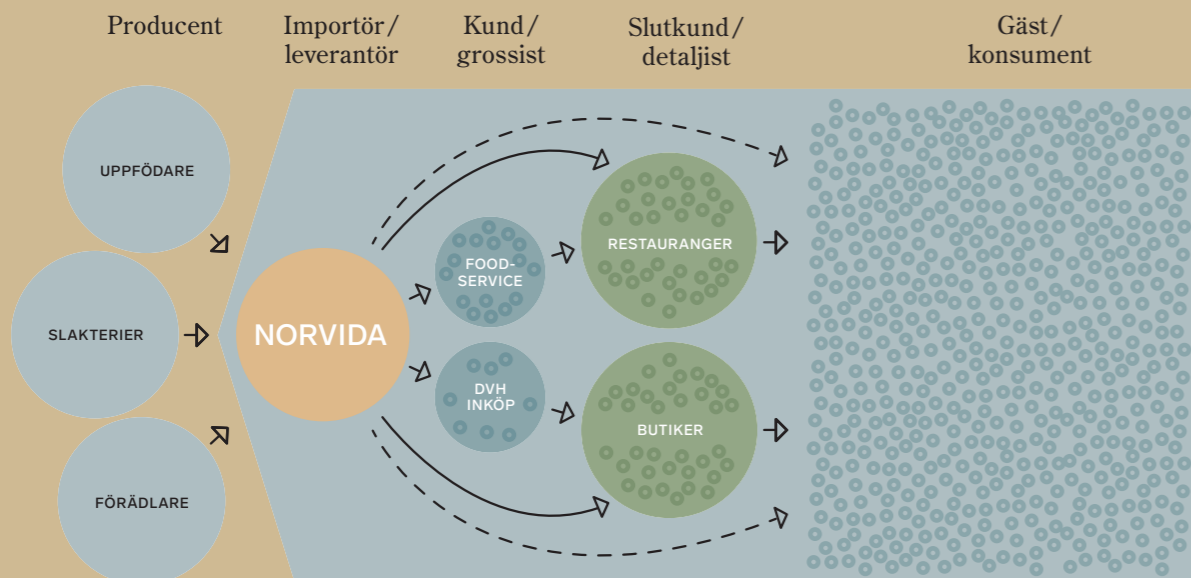 Producent
Importör/
leverantör
Kund/
grossist
Slutkund/
detaljist
Gäst/
konsument
UPPFÖDARE
SLAKTERIER
FÖRÄDLARE
NORVIDA
FOOD-
SERVICE
DVH
INKÖP
RESTAURANGER
BUTIKER